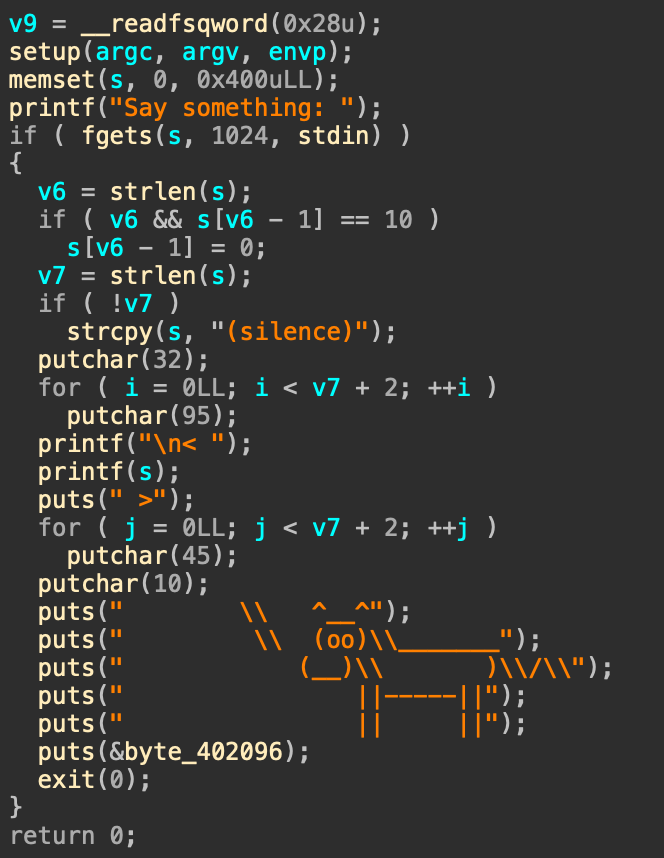 v9 = __readfsqword(0x28u);
setup(argc, argv, envp);
memset(s, 0, 0x400uLL);
printf("Say something: ");
if ( fgets(s, 1024, stdin) )
{
  v6 = strlen(s);
  if ( v6 && s[v6 - 1] == 10 )
    s[v6 - 1] = 0;
  v7 = strlen(s);
  if ( !v7 )
    strcpy(s, "(silence)");
  putchar(32);
  for ( i = 0LL; i < v7 + 2; ++i )
    putchar(95);
  printf("\n< ");
  printf(s);
  puts(" >");
  for ( j = 0LL; j < v7 + 2; ++j )
    putchar(45);
  putchar(10);
  puts("        \\   ^__^");
  puts("         \\  (oo)\\_______");
  puts("            (__)\\       )\\/\\");
  puts("                ||-----||");
  puts("                ||     ||");
  puts(&byte_402096);
  exit(0);
}
return 0;